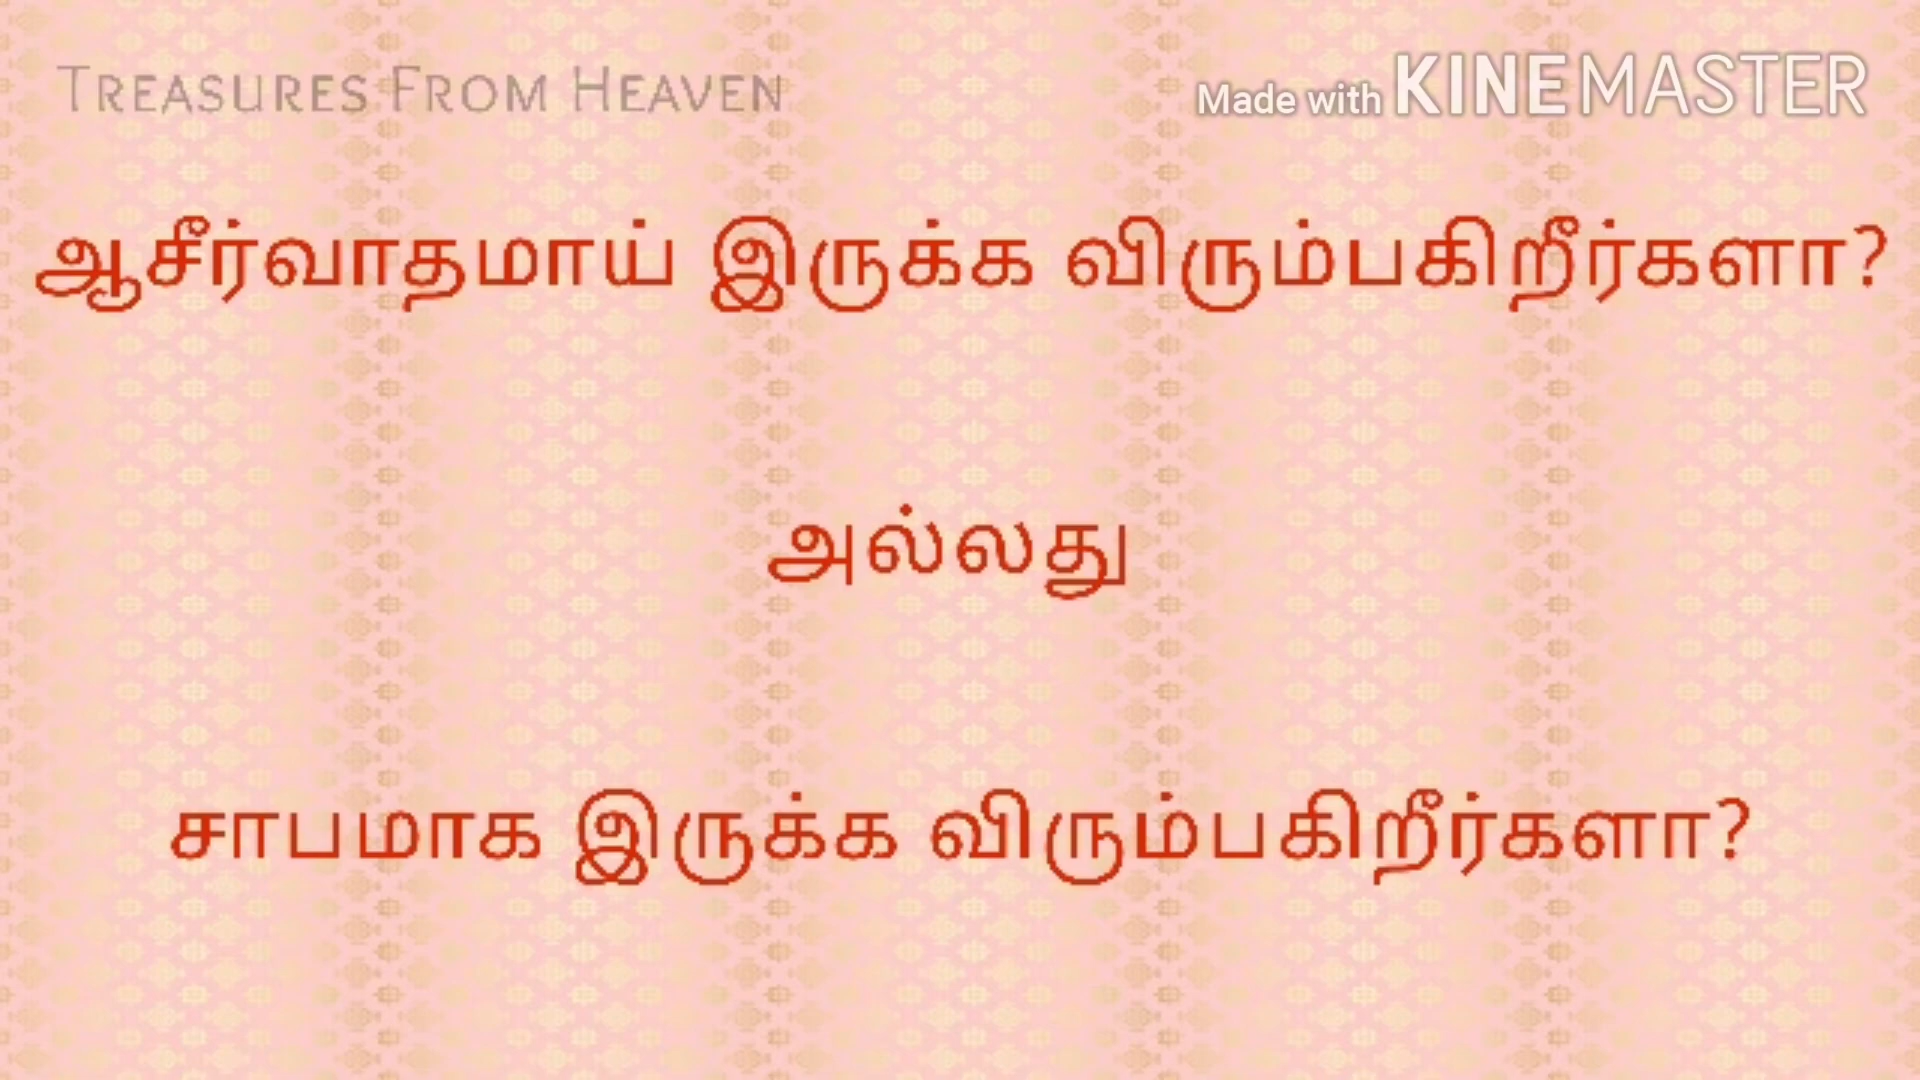 TREASURES FROM HEAVEN
Made with KINEMASTER
ஆசீர்வாதமாய் இருக்க விரும்பகிறீர்களா?
அல்லது
சாபமாக இருக்க விரும்பகிறீர்களா?